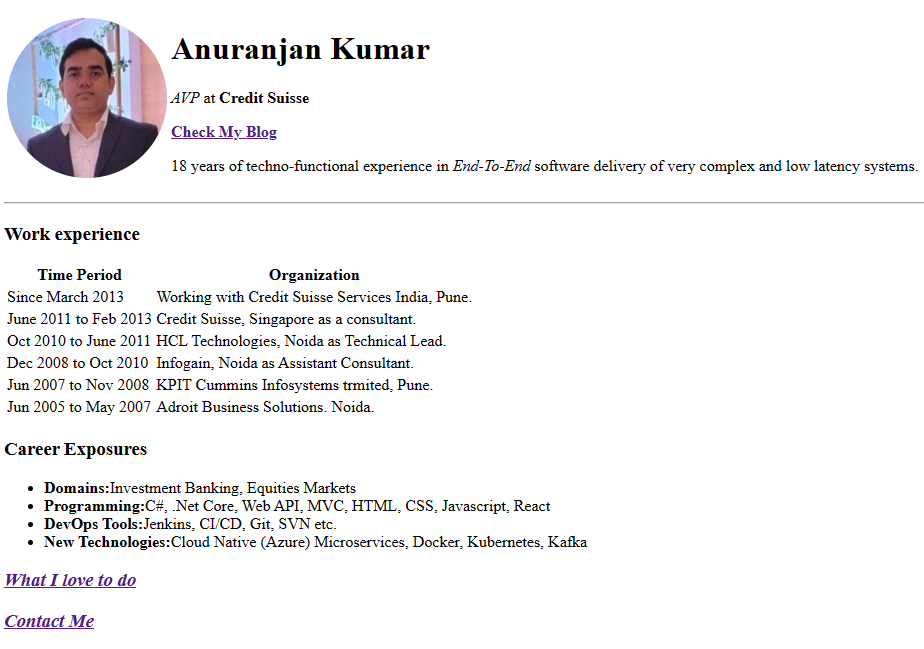 Anuranjan Kumar
AVP at Credit Suisse
Check My Blog
18 years of techno-functional experience in End-To-End software delivery of very complex and low latency systems.
Work experience
Time Period Organization
Since March 2013 Working with Credit Suisse Services India, Pune.
June 2011 to Feb 2013 Credit Suisse, Singapore as a consultant.
Oct 2010 to June 2011 HCL Technologies, Noida as Technical Lead.
Dec 2008 to Oct 2010 Infogain, Noida as Assistant Consultant.
Jun 2007 to Nov 2008 KPIT Cummins Infosystems trmited, Pune.
Jun 2005 to May 2007 Adroit Business Solutions. Noida.
Career Exposures
• Domains:Investment Banking, Equities Markets
• Programming:C#, .Net Core, Web API, MVC, HTML, CSS, Javascript, React
• DevOps Tools:Jenkins, CI/CD, Git, SVN etc.
• New Technologies:Cloud Native (Azure) Microservices, Docker, Kubernetes, Kafka
What I love to do
Contact Me